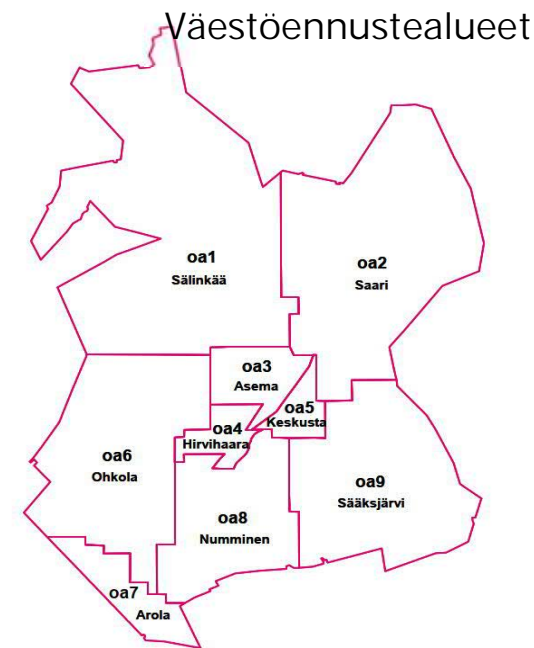 Väestöennustealueet
oa1
Sälinkää
oa2
Saari
oa3
Asema
oa5
Keskusta
oa4
Hirvihaara
oa6
Ohkola
oa9
Sääksjärvi
oa8
Numminen
oa7
Arola